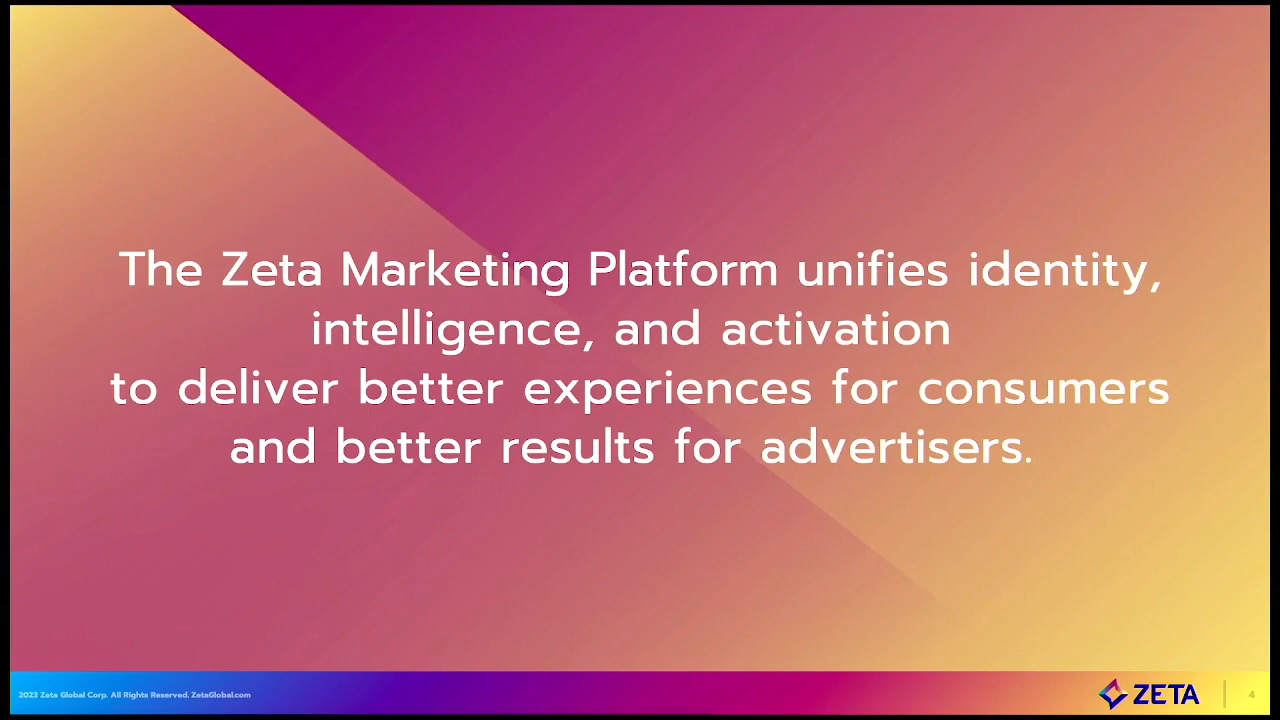 The Zeta Marketing Platform unifies identity,
intelligence, and activation
to deliver better experiences for consumers
and better results for advertisers.
2023 Zeta Global Corp. All Rights Reserved. ZetaGlobal.com
ZETA
4